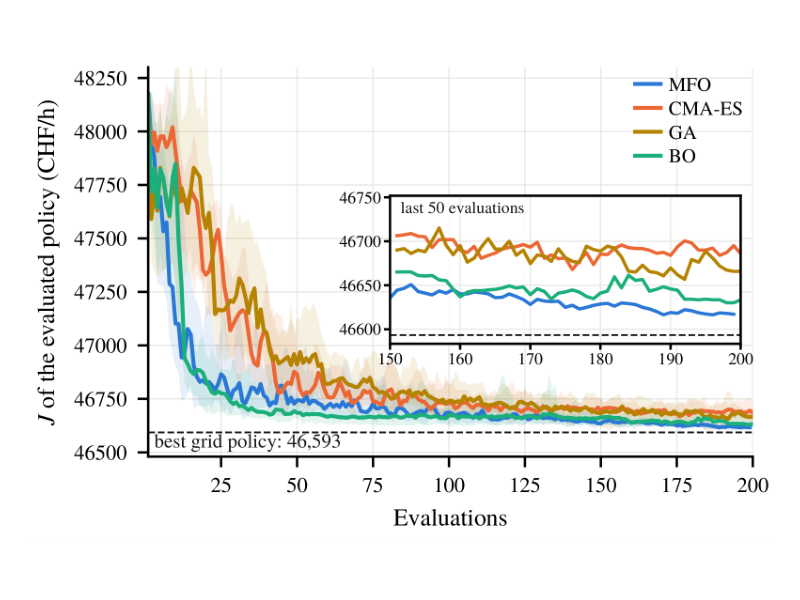 J of the evaluated policy (CHF/h)
48250
48000
47750
47500
47250
47000
46750
46500
MFO
CMA-ES
GA
BO
last 50 evaluations
46750
46700
46650
46600
150 160 170 180 190 200
best grid policy: 46,593
25 50 75 100 125 150 175 200
Evaluations